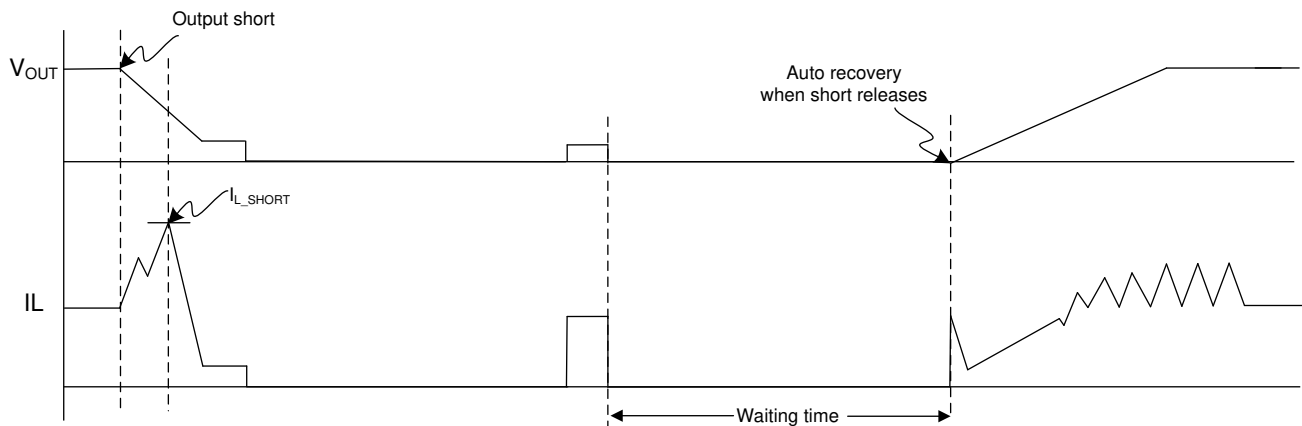 Output short
VOUT
Auto recovery
when short releases
IL_SHORT
IL
Waiting time